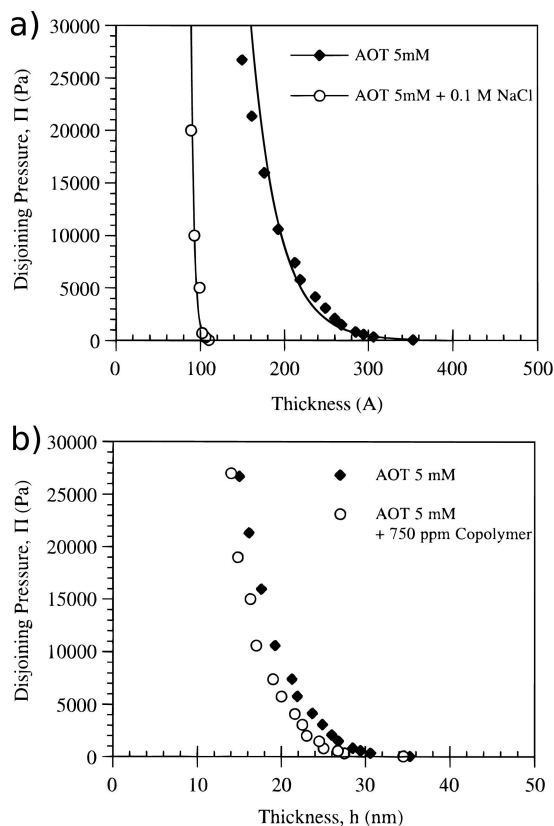 a)
30000
25000
20000
15000
10000
5000
0
Disjoining Pressure, Π (Pa)
AOT 5mM
AOT 5mM + 0.1 M NaCl
0 100 200 300 400 500
Thickness (A)
b)
30000
25000
20000
15000
10000
5000
0
Disjoining Pressure, Π (Pa)
AOT 5 mM
AOT 5 mM
+ 750 ppm Copolymer
0 10 20 30 40 50
Thickness, h (nm)